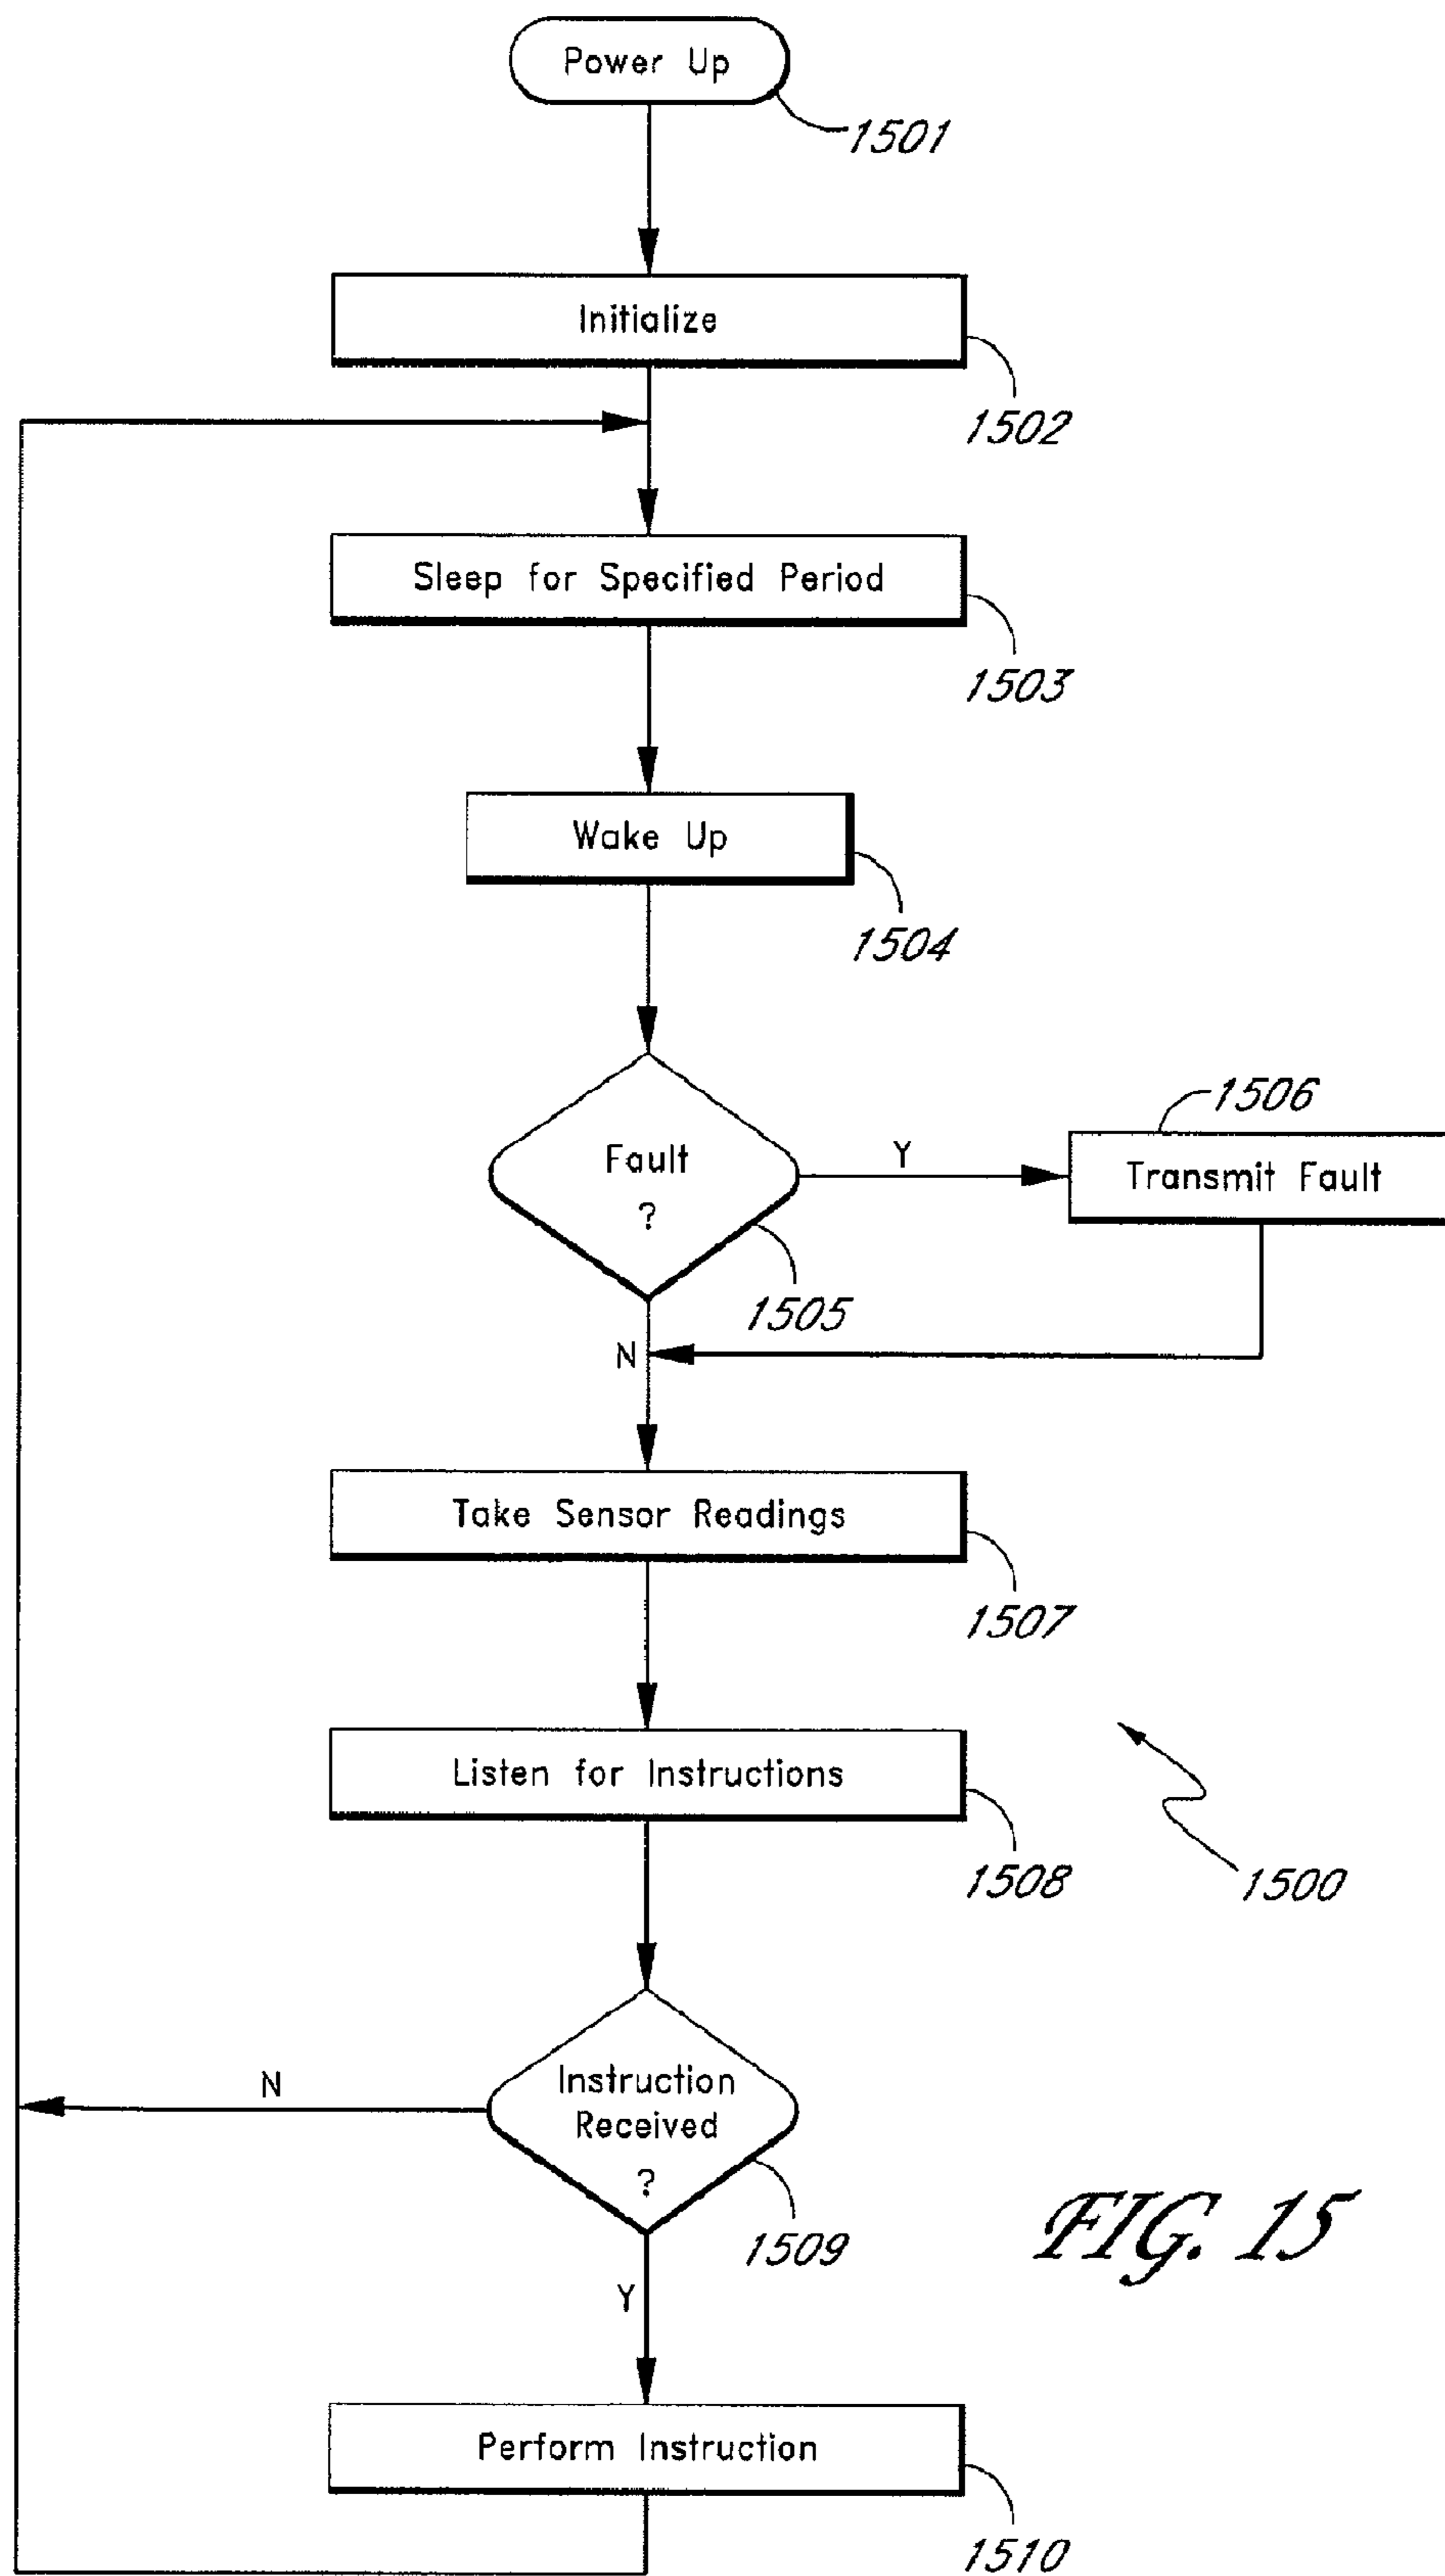 Power Up
1501
Initialize
1502
Sleep for Specified Period
1503
Wake Up
1504
1506
Fault
?
Y
Transmit Fault
1505
N
Take Sensor Readings
1507
Listen for Instructions
1508
1500
Instruction
Received
?
N
1509
Y
FIG. 15
Perform Instruction
1510